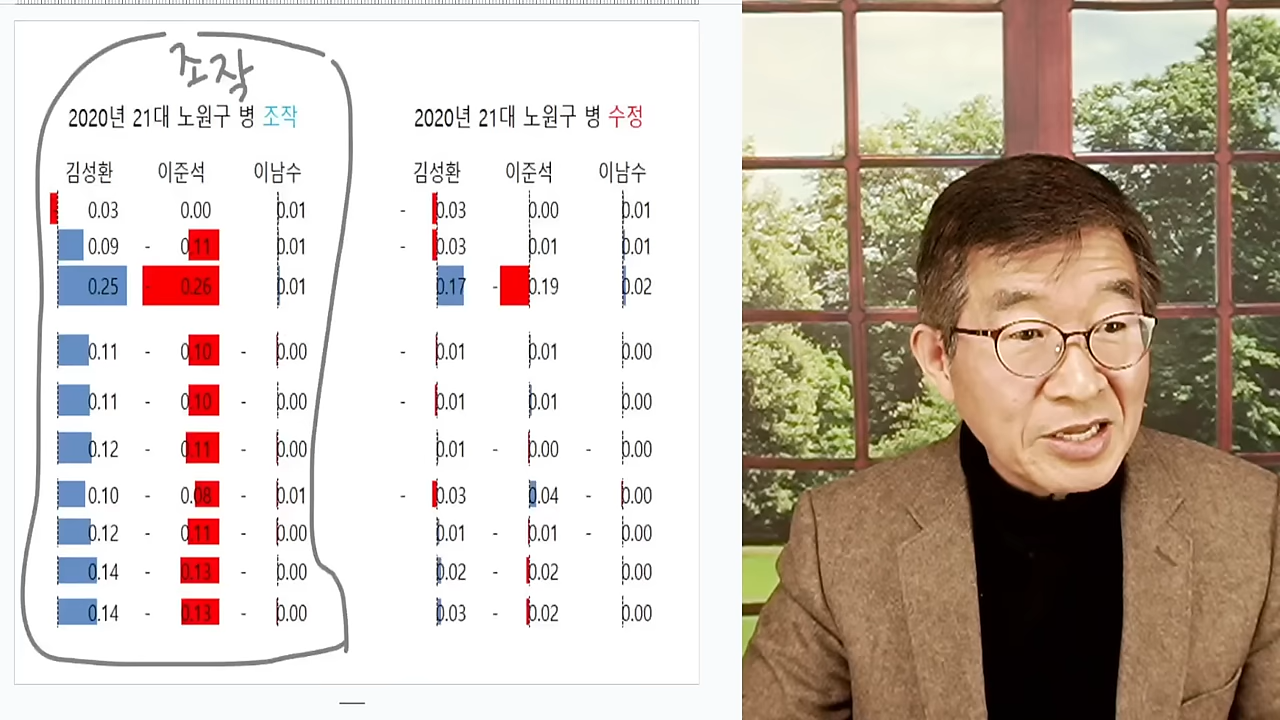 조작
2020년 21대 노원구 병 조작
김성환 이준석 이남수
0.03 0.00 0.01
0.09 - 0.11 0.01
0.25 - 0.26 0.01
0.11 - 0.10 - 0.00
0.11 - 0.10 - 0.00
0.12 - 0.11 - 0.00
0.10 - 0.08 - 0.01
0.12 - 0.11 - 0.00
0.14 - 0.13 - 0.00
0.14 - 0.13 - 0.00
2020년 21대 노원구 병 수정
김성환 이준석 이남수
- 0.03 0.00 0.01
- 0.03 0.01 0.01
0.17 - 0.19 0.02
- 0.01 0.01 0.00
- 0.01 0.01 0.00
0.01 - 0.00 - 0.00
- 0.03 0.04 - 0.00
0.01 - 0.01 - 0.00
0.02 - 0.02 0.00
0.03 - 0.02 0.00